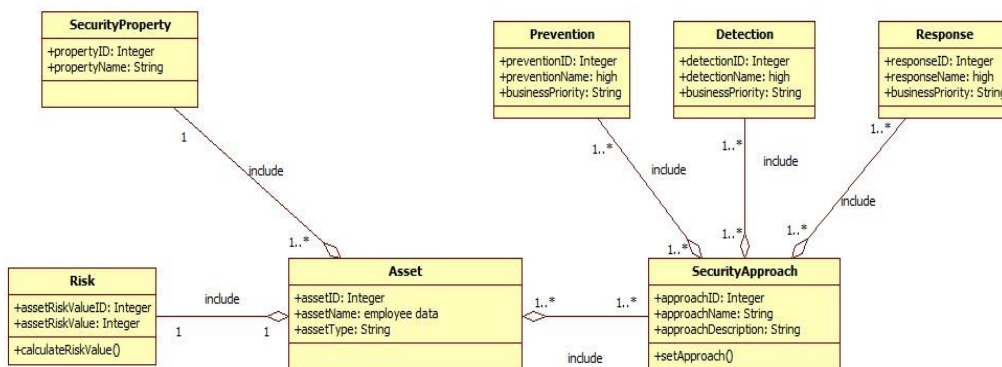 SecurityProperty
+propertyID: Integer
+propertyName: String
Prevention
+preventionID: Integer
+preventionName: high
+businessPriority: String
Detection
+detectionID: Integer
+detectionName: high
+businessPriority: String
Response
+responseID: Integer
+responseName: high
+businessPriority: String
1
include
1..*
1..*
include
1..*
1..*
include
1..*
1..*
include
1..*
Risk
+assetRiskValueID: Integer
+assetRiskValue: Integer
+calculateRiskValue()
include
1
1
Asset
+assetID: Integer
+assetName: employee data
+assetType: String
1..*
1..*
include
SecurityApproach
+approachID: Integer
+approachName: String
+approachDescription: String
+setApproach()